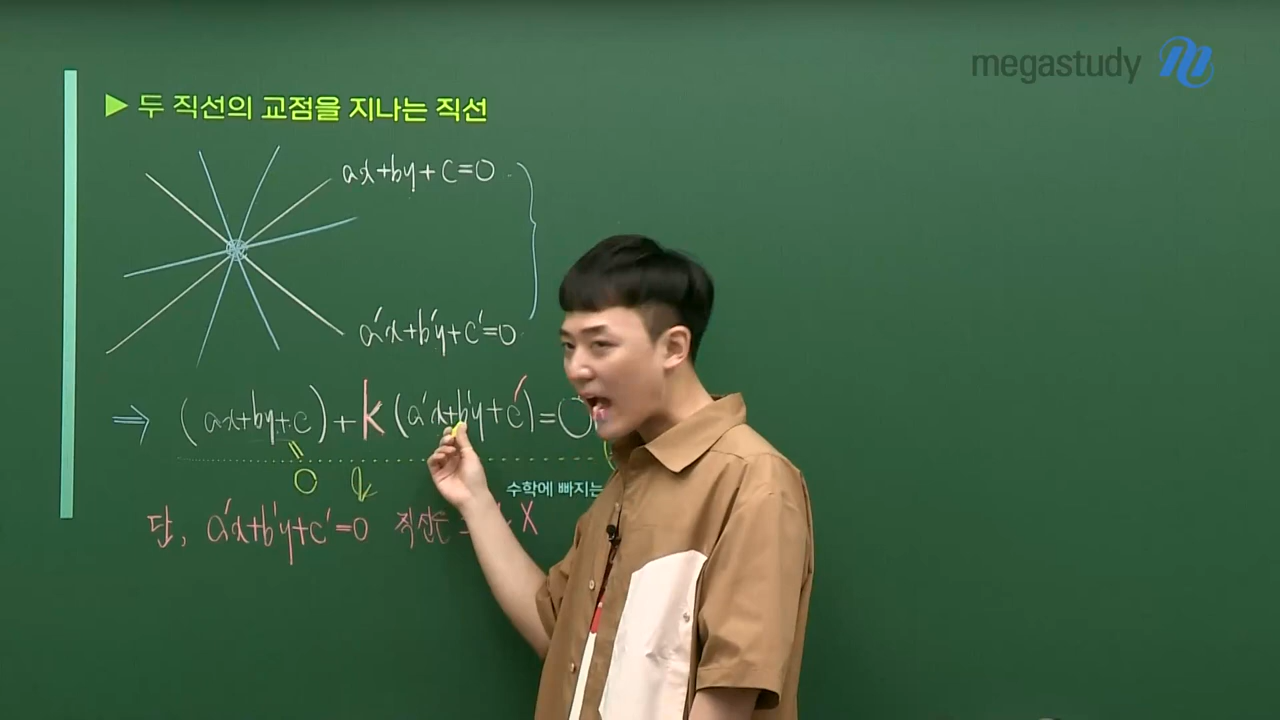 megastudy
▶ 두 직선의 교점을 지나는 직선
ax+by+c=0
a'x+b'y+c'=0
⇒ (ax+by+c)+k(a'x+b'y+c')=0
0
수학에 빠지는
단, a'x+b'y+c'=0 직선은 X